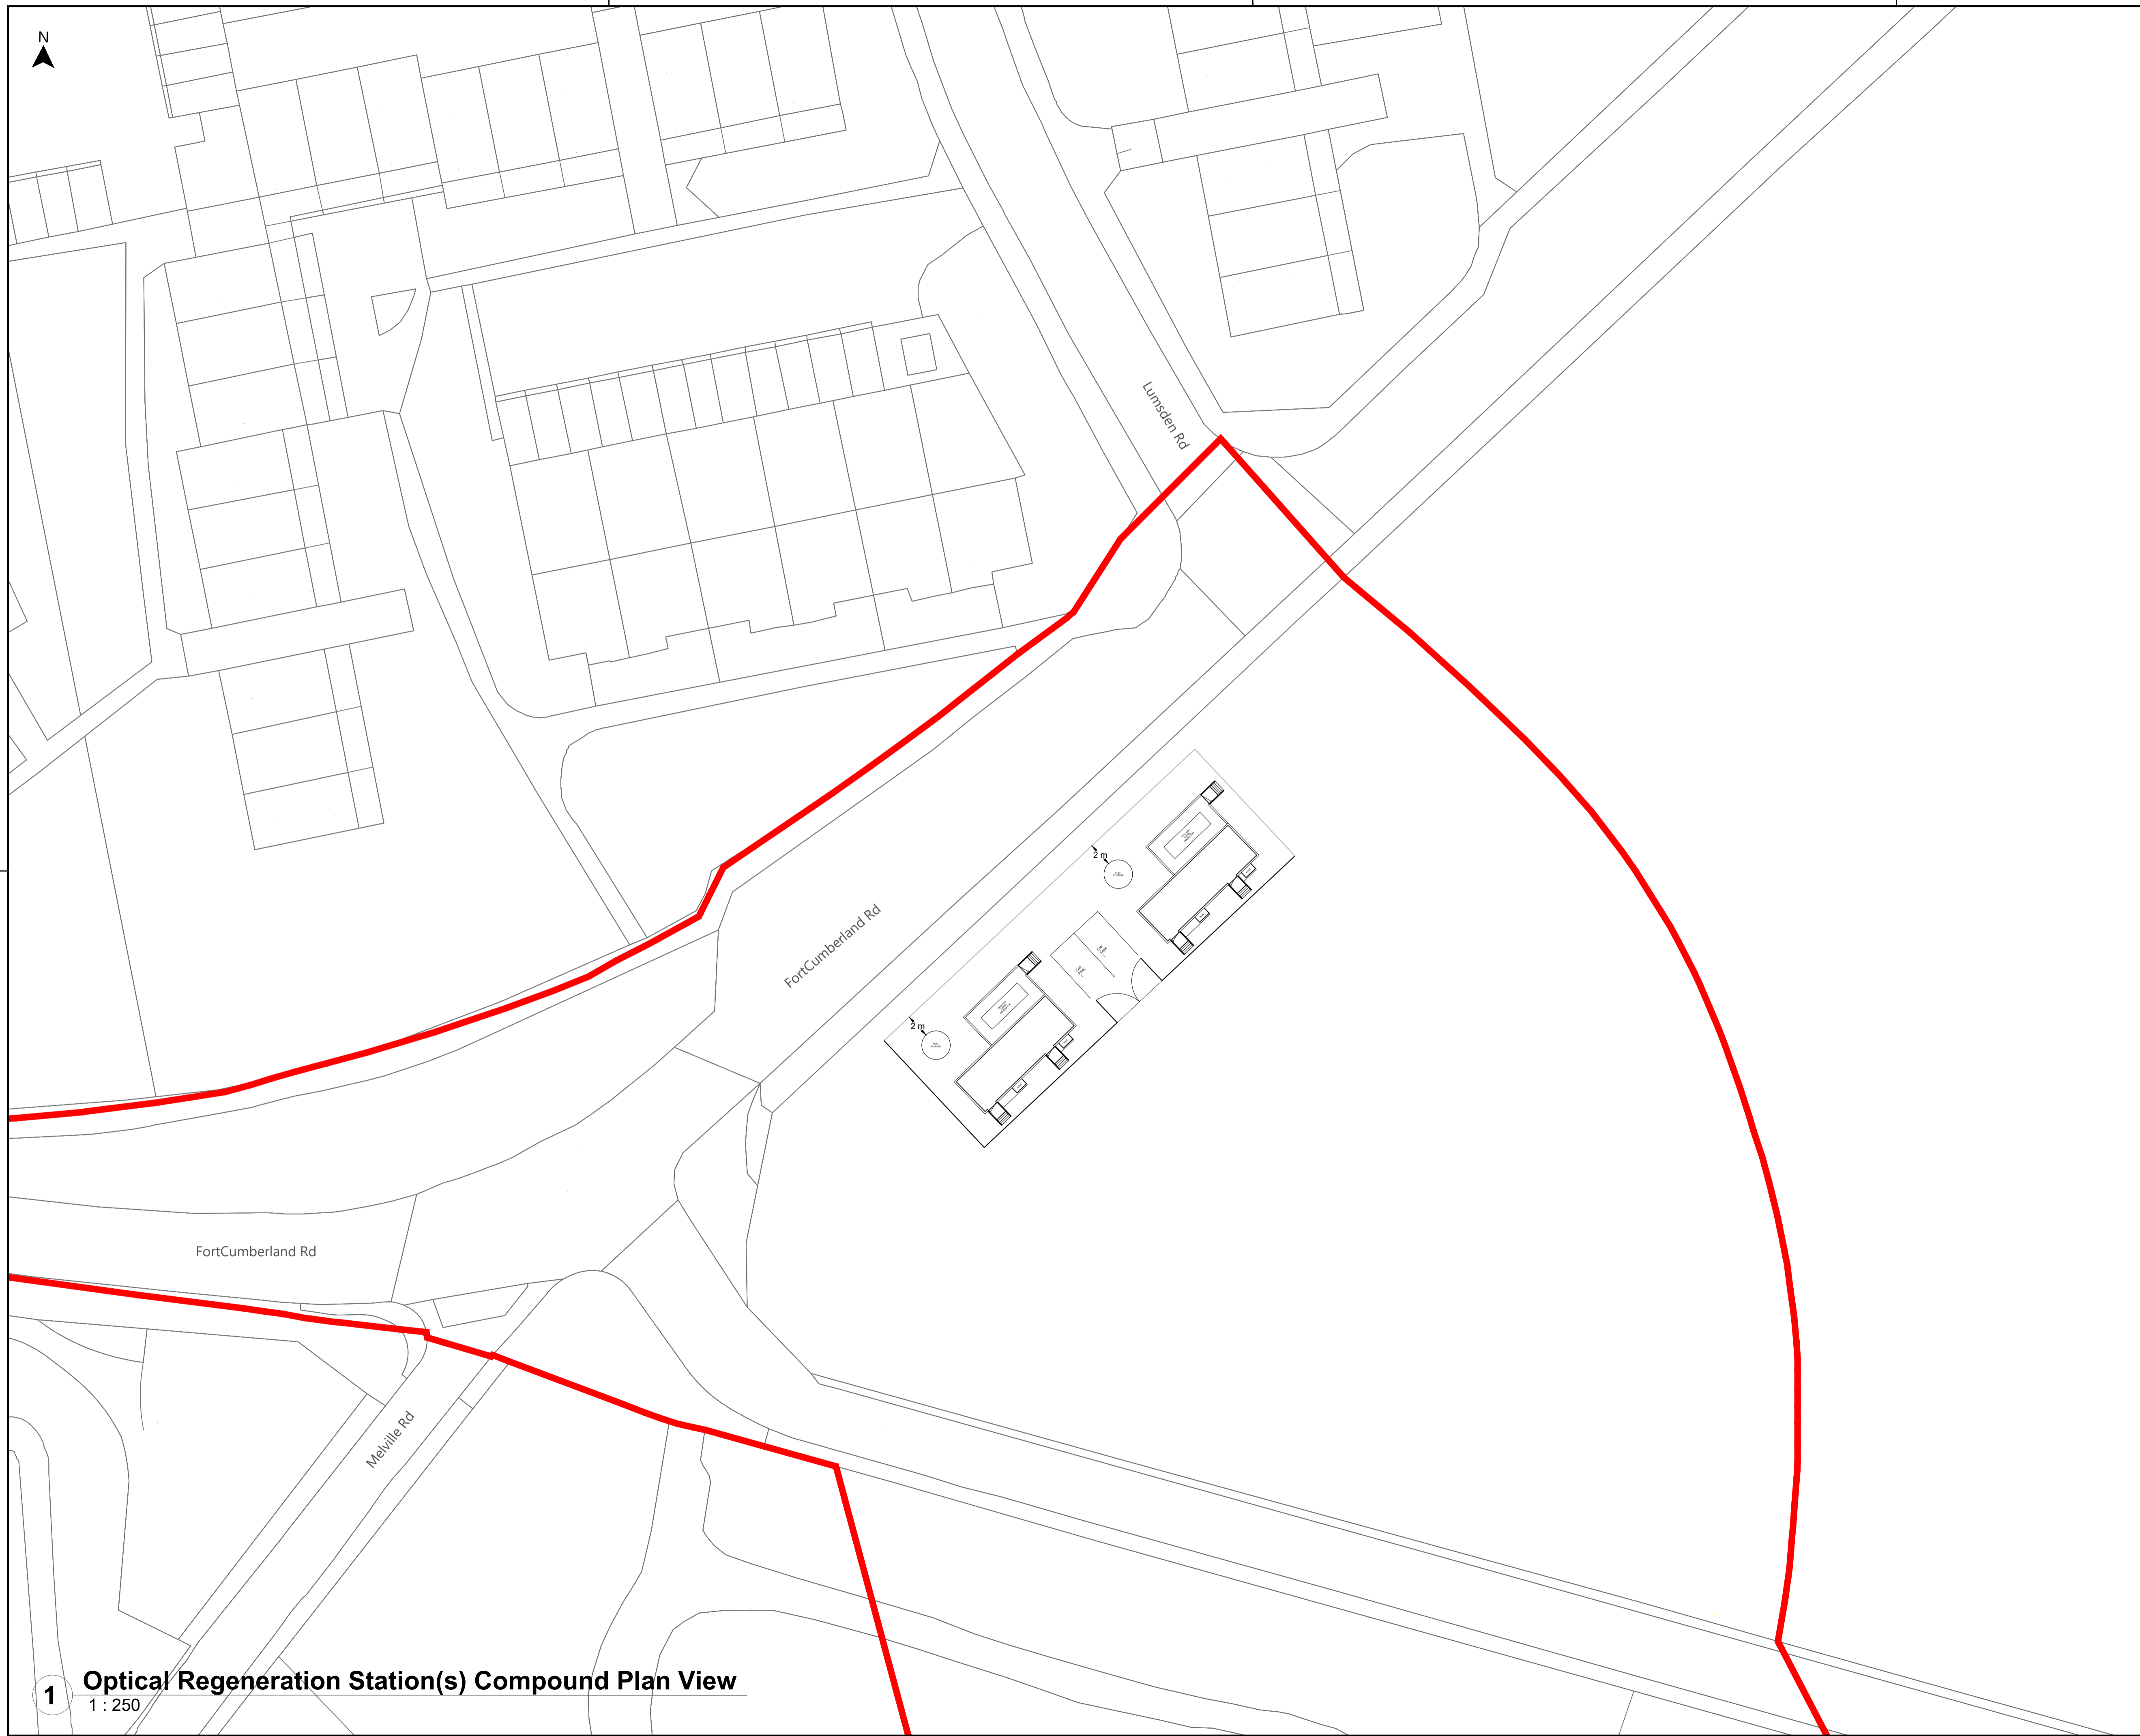 N
Lumsden Rd
2 m
FortCumberland Rd
2 m
FortCumberland Rd
Melville Rd
1
Optical Regeneration Station(s) Compound Plan View
1 : 250